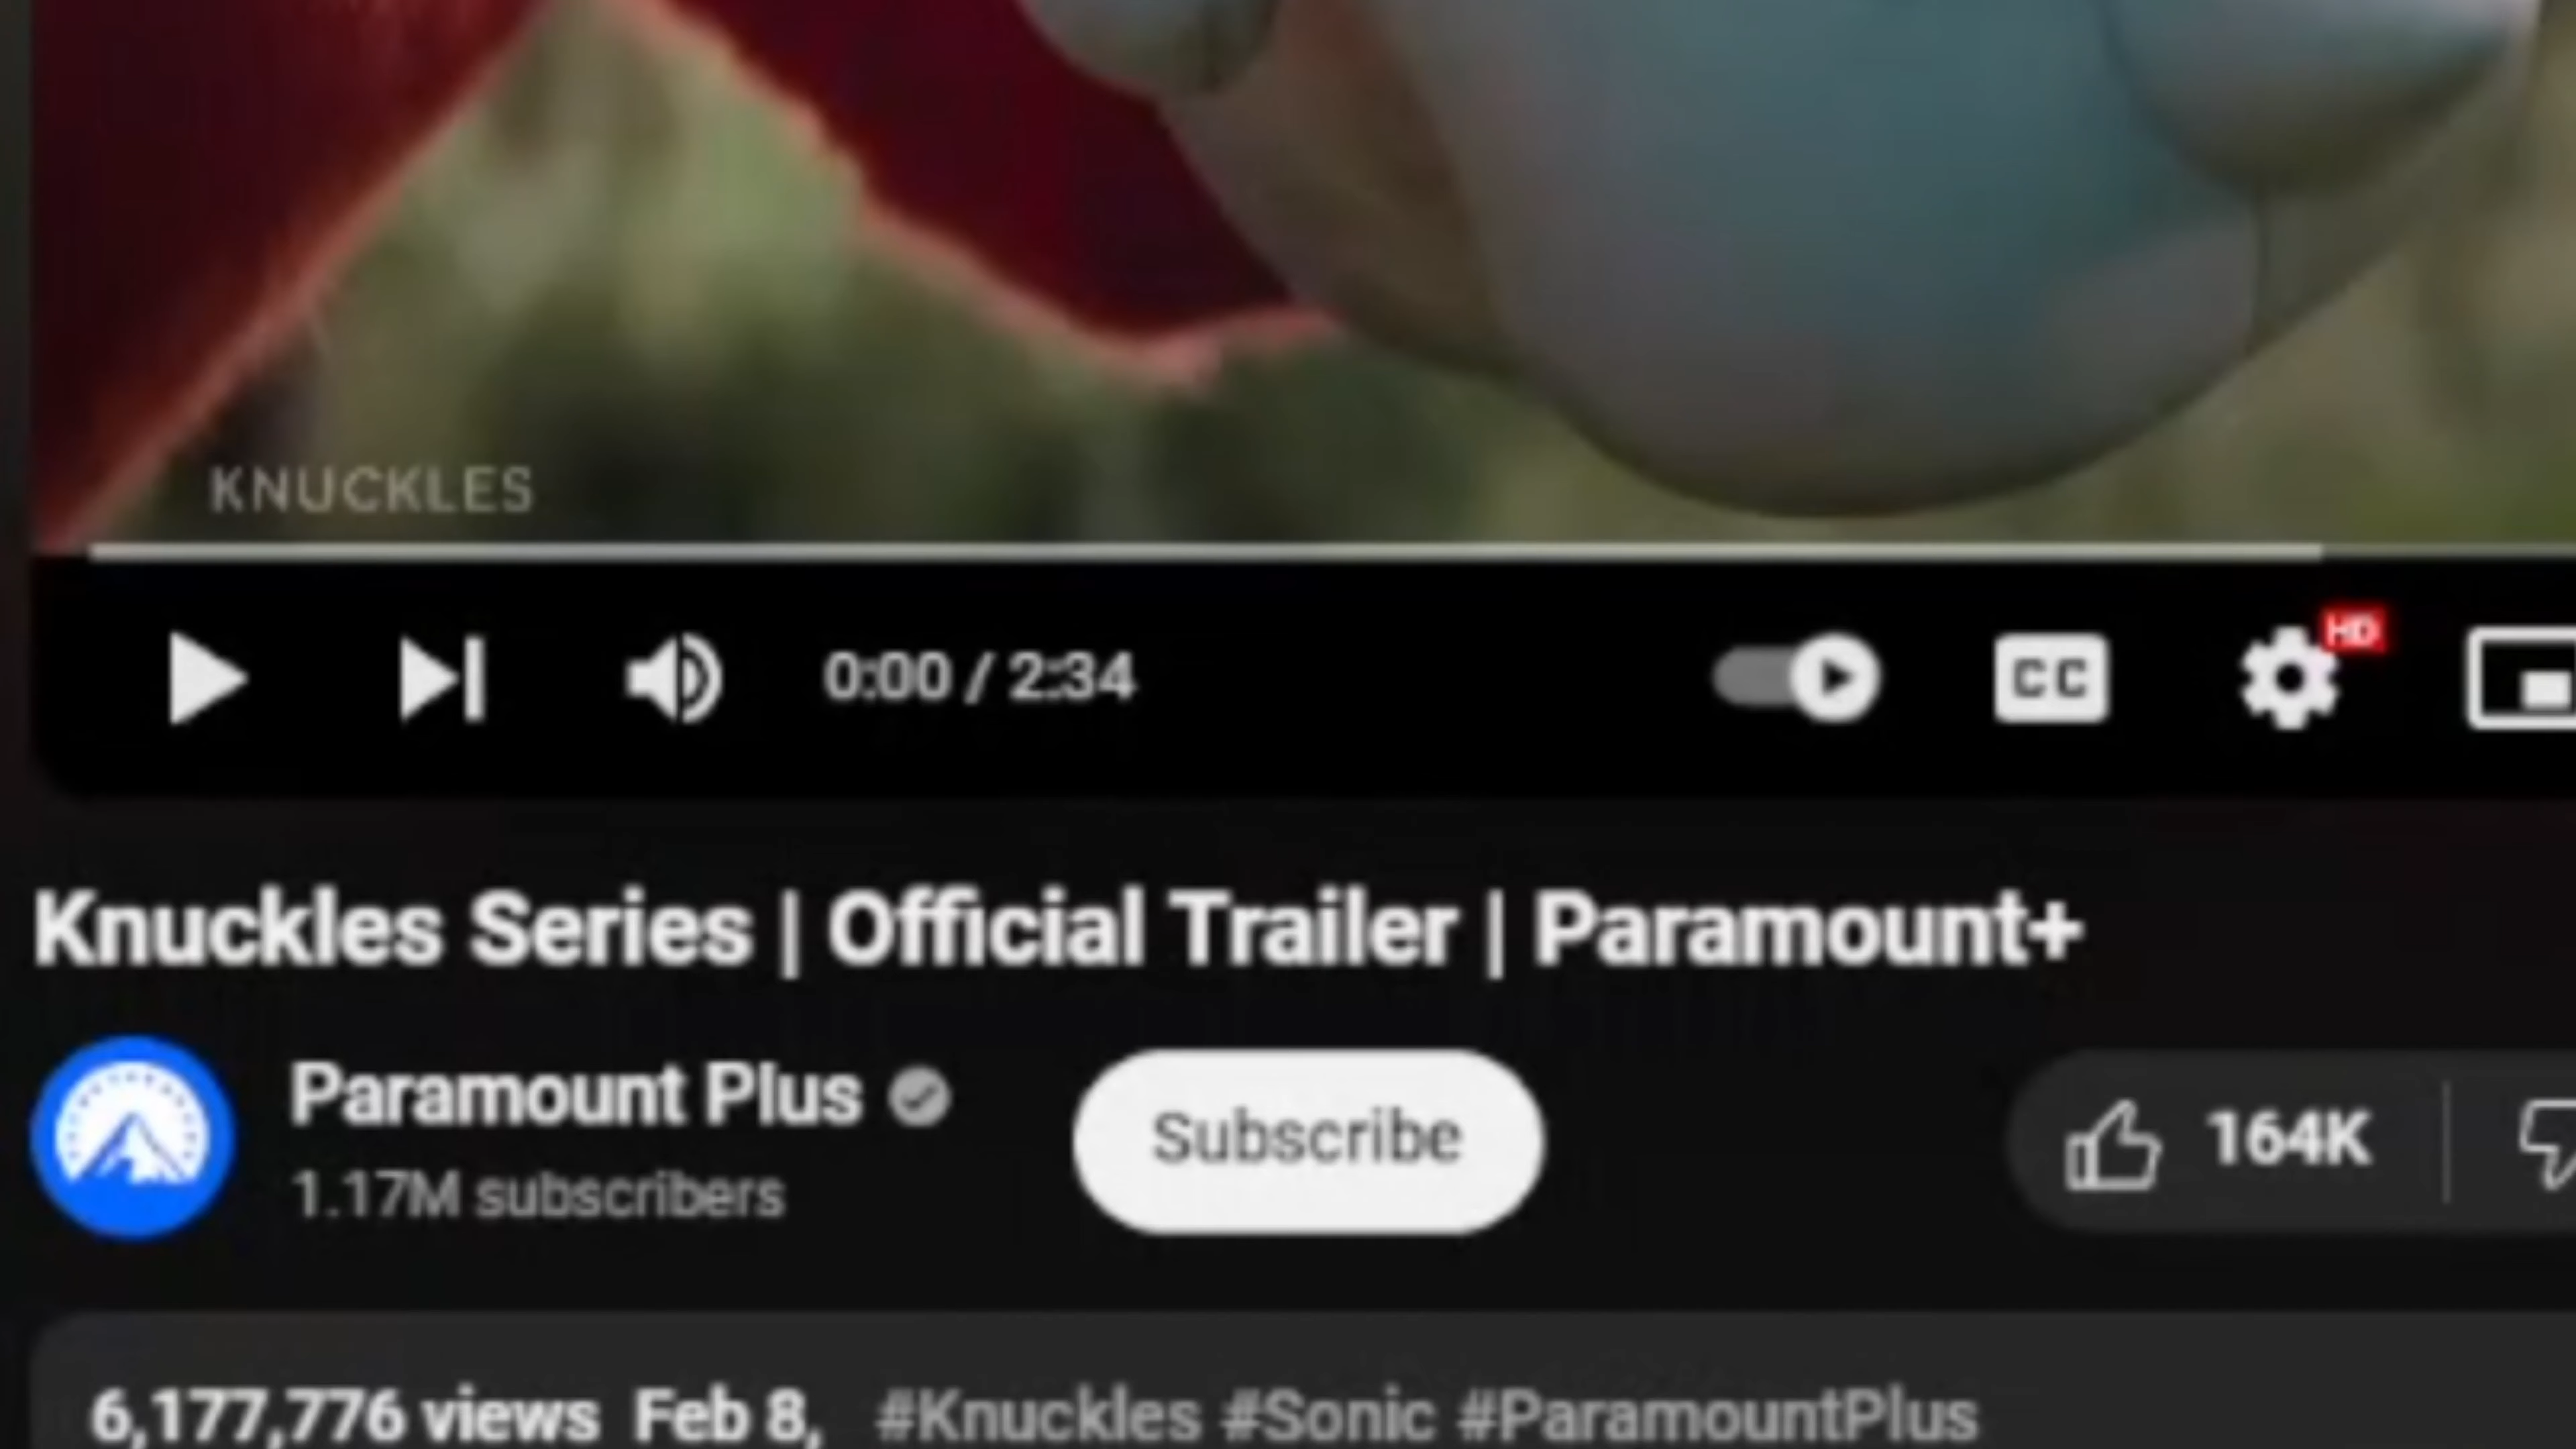 KNUCKLES
0:00 / 2:34
CC
HD
Knuckles Series | Official Trailer | Paramount+
Paramount Plus
Subscribe
164K
1.17M subscribers
6,177,776 views Feb 8, #Knuckles #Sonic #ParamountPlus